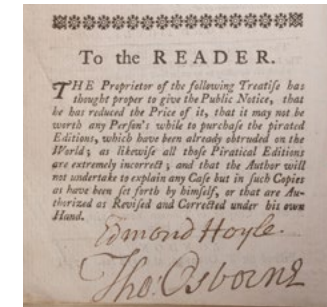 To the READER.
THE Proprietor of the following Treatiſe has
thought proper to give the Public Notice, that
he has reduced the Price of it, that it may not be
worth any Perſon's while to purchaſe the pirated
Editions, which have been already obtruded on the
World; as likewiſe all thoſe Piratical Editions
are extremely incorrect; and that the Author will
not undertake to explain any Caſe but in ſuch Copies
as have been ſet forth by himſelf, or that are Au-
thorized as Reviſed and Corrected under his own
Hand.
Edmond Hoyle.
Tho: Osborne